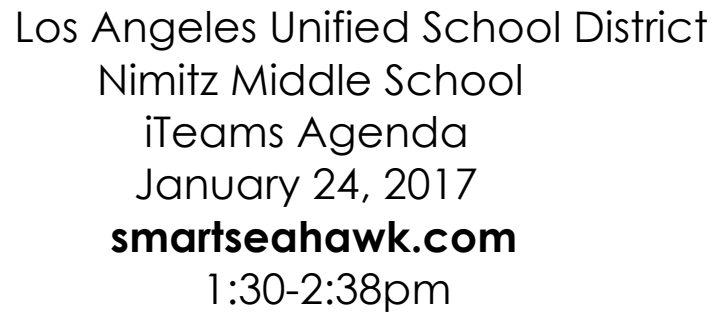 Los Angeles Unified School District
Nimitz Middle School
iTeams Agenda
January 24, 2017
smartseahawk.com
1:30-2:38pm